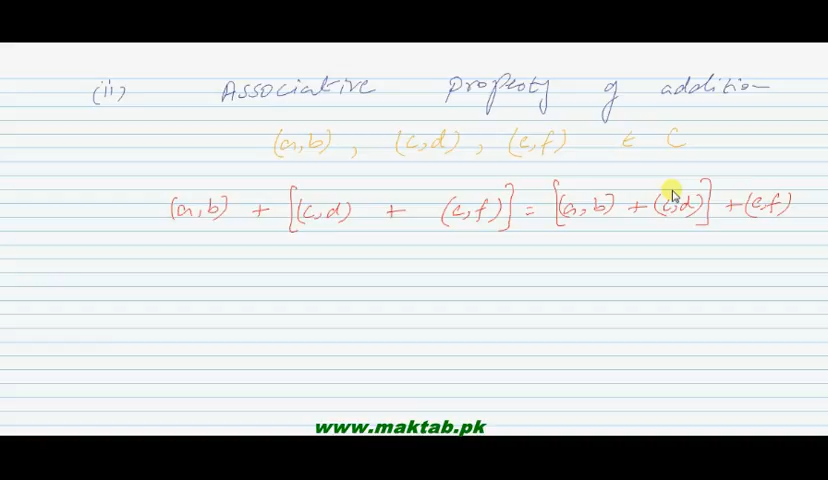 (ii) Associative Property of addition
(a,b) , (c,d) , (e,f) ∈ C
(a,b) + [(c,d) + (e,f)] = [(a,b) + (c,d)] + (e,f)
www.maktab.pk